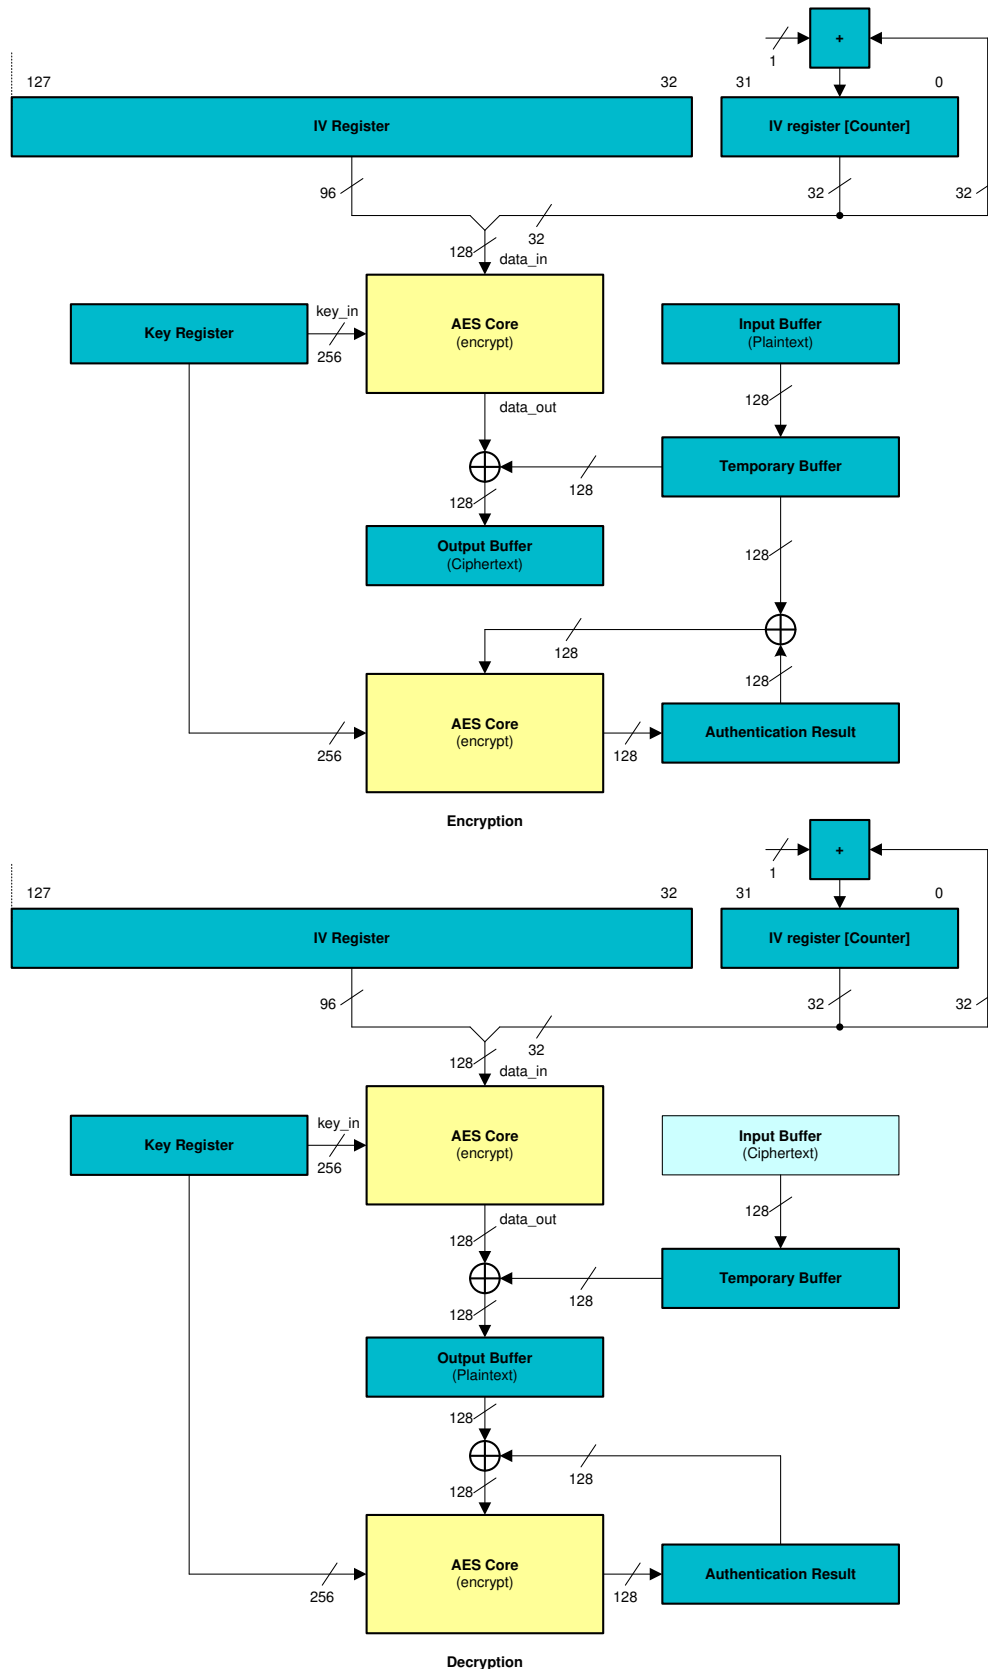 +
1
127
32
31
0
IV Register
IV register [Counter]
96
32
32
128
32
data_in
Key Register
key_in
256
AES Core
(encrypt)
Input Buffer
(Plaintext)
128
data_out
Temporary Buffer
128
128
Output Buffer
(Ciphertext)
128
128
128
AES Core
(encrypt)
256
128
Authentication Result
Encryption
+
1
127
32
31
0
IV Register
IV register [Counter]
96
32
32
128
32
data_in
Key Register
key_in
256
AES Core
(encrypt)
Input Buffer
(Ciphertext)
128
data_out
128
Temporary Buffer
128
128
Output Buffer
(Plaintext)
128
128
128
AES Core
(encrypt)
256
128
Authentication Result
Decryption